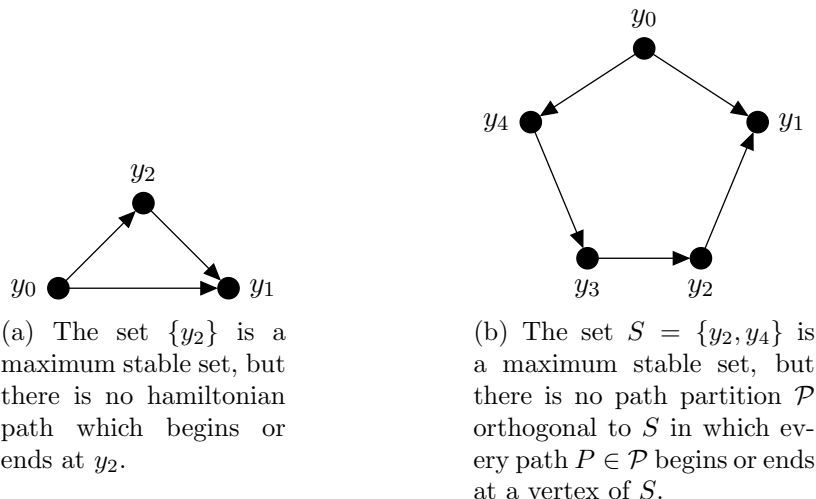 y0
y4
y1
y2
y0
y1
y3
y2
(a) The set {y2} is a
maximum stable set, but
there is no hamiltonian
path which begins or
ends at y2.
(b) The set S = {y2, y4} is
a maximum stable set, but
there is no path partition 𝒫
orthogonal to S in which ev-
ery path P ∈ 𝒫 begins or ends
at a vertex of S.